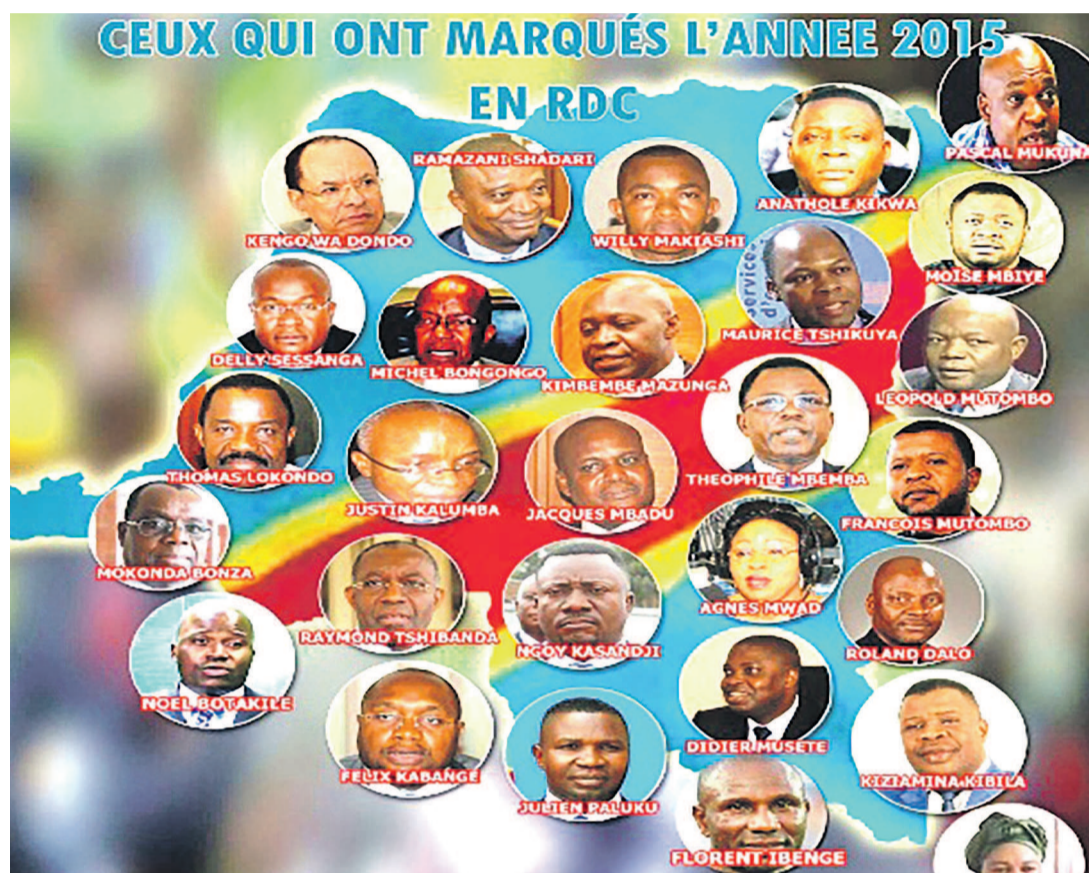 CEUX QUI ONT MARQUÉS L'ANNEE 2015
EN RDC
PASCAL MUKUNA
RAMAZANI SHADARI
ANATHOLE KIKWA
KENGO WA DONDO
WILLY MAKIASHI
MOÏSE MBIYE
service
d'
MAURICE TSHIKUYA
DELLY SESSANGA
MICHEL BONGONGO
KIMBEMBE MAZUNGA
LEOPOLD MUTOMBO
THOMAS LOKONDO
JUSTIN KALUMBA
JACQUES MBADU
THEOPHILE MBEMBA
FRANCOIS MUTOMBO
MOKONDA BONZA
RAYMOND TSHIBANDA
NGOY KASANDJI
AGNES MWAD
ROLAND DALO
NOEL BOTAKILE
FELIX KABANGE
JULIEN PALUKU
DIDIER MUSETE
KIZIAMINA KIBILA
FLORENT IBENGE